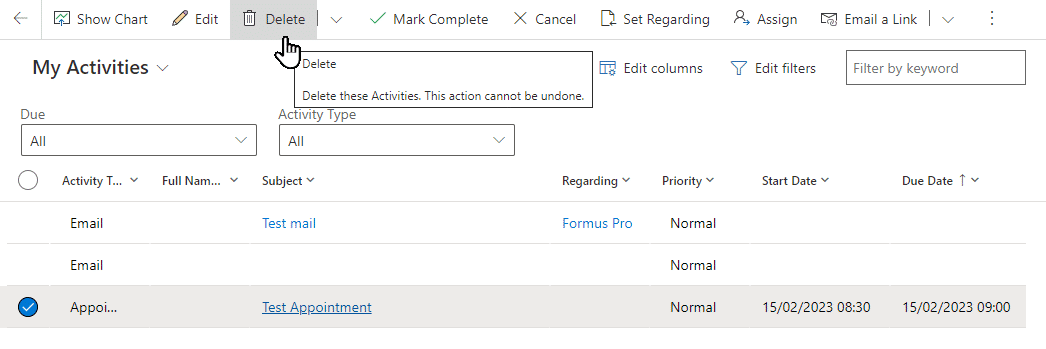 Show Chart Edit Delete Mark Complete Cancel Set Regarding Assign Email a Link
My Activities Edit columns Edit filters Filter by keyword
Delete
Delete these Activities. This action cannot be undone.
Due Activity Type
All All
Activity T... Full Nam... Subject Regarding Priority Start Date Due Date
Email Test mail Formus Pro Normal
Email Normal
Appoi... Test Appointment Normal 15/02/2023 08:30 15/02/2023 09:00